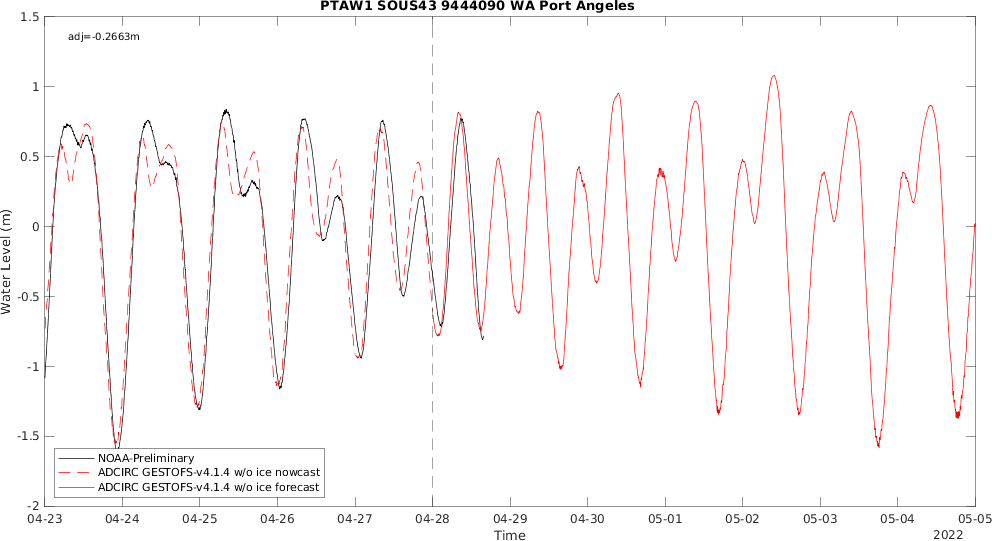 PTAW1 SOUS43 9444090 WA Port Angeles
1.5
adj=-0.2663m
1
0.5
0
-0.5
-1
-1.5
-2
Water Level (m)
NOAA-Preliminary
ADCIRC GESTOFS-v4.1.4 w/o ice nowcast
ADCIRC GESTOFS-v4.1.4 w/o ice forecast
04-23 04-24 04-25 04-26 04-27 04-28 04-29 04-30 05-01 05-02 05-03 05-04 05-05
Time
2022